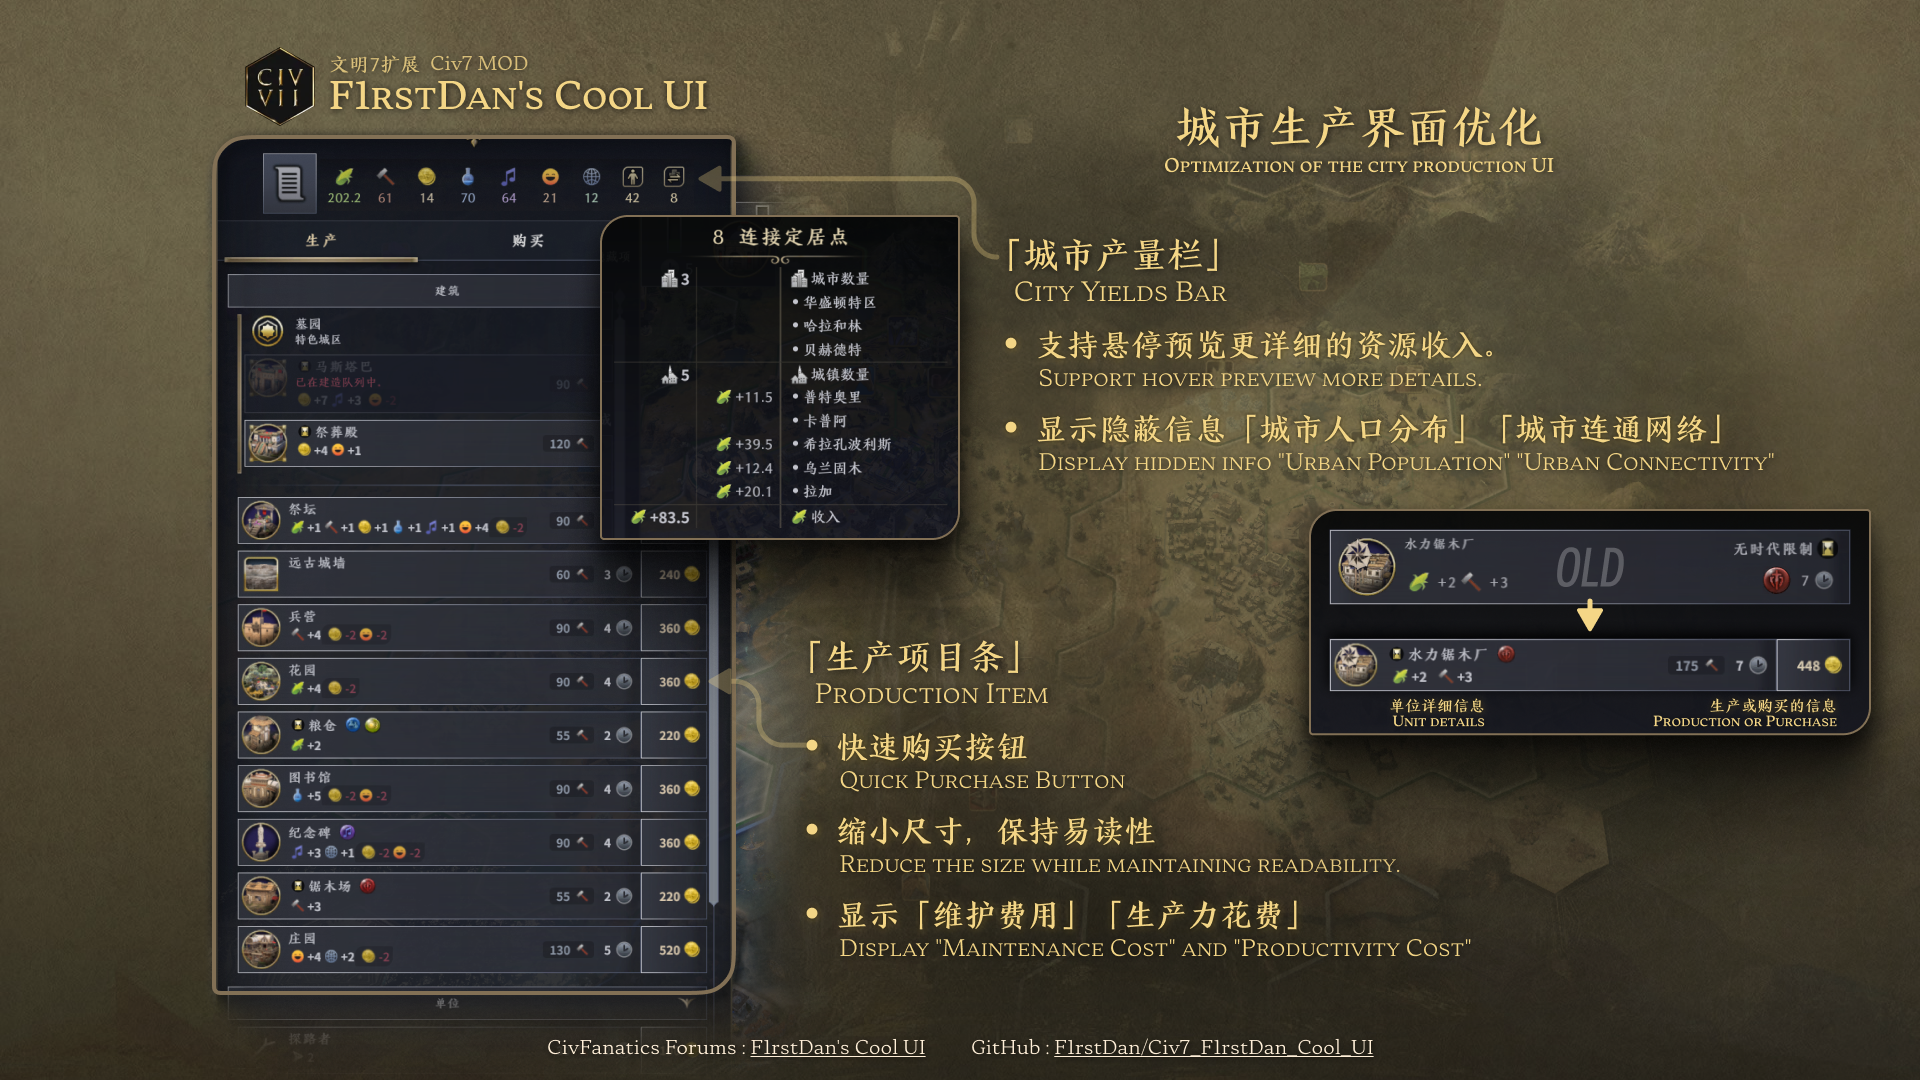 CIV
VII
文明7扩展 Civ7 MOD
F1rstDan's Cool UI
202.2 61 14 70 64 21 12 42 8
生产 购买
建筑
墓园
特色城区
马斯塔巴
已在建造队列中。
90
+7 +3 -2
祭葬殿
+4 +1
120
祭坛
+1 +1 +1 +1 +1 +4 -2
90
远古城墙
60 3 240
兵营
+4 -2 -2
90 4 360
花园
+4 -2
90 4 360
粮仓
+2
55 2 220
图书馆
+5 -2 -2
90 4 360
纪念碑
+3 +1 -2 -2
90 4 360
锯木场
+3
55 2 220
庄园
+4 +2 -2
130 5 520
单位
探路者
2
8 连接定居点
3 城市数量
• 华盛顿特区
• 哈拉和林
• 贝赫德特
5 城镇数量
+11.5 • 普特奥里
• 卡普阿
+39.5 • 希拉孔波利斯
+12.4 • 乌兰固木
+20.1 • 拉加
+83.5 收入
城市生产界面优化
Optimization of the city production UI
「城市产量栏」
City Yields Bar
• 支持悬停预览更详细的资源收入。
Support hover preview more details.
• 显示隐蔽信息「城市人口分布」「城市连通网络」
Display hidden info "Urban Population" "Urban Connectivity"
水力锯木厂 OLD 无时代限制
+2 +3 7
水力锯木厂
+2 +3
175 7 448
单位详细信息 生产或购买的信息
Unit details Production or Purchase
「生产项目条」
Production Item
• 快速购买按钮
Quick Purchase Button
• 缩小尺寸，保持易读性
Reduce the size while maintaining readability.
• 显示「维护费用」「生产力花费」
Display "Maintenance Cost" and "Productivity Cost"
CivFanatics Forums : F1rstDan's Cool UI GitHub : F1rstDan/Civ7_F1rstDan_Cool_UI